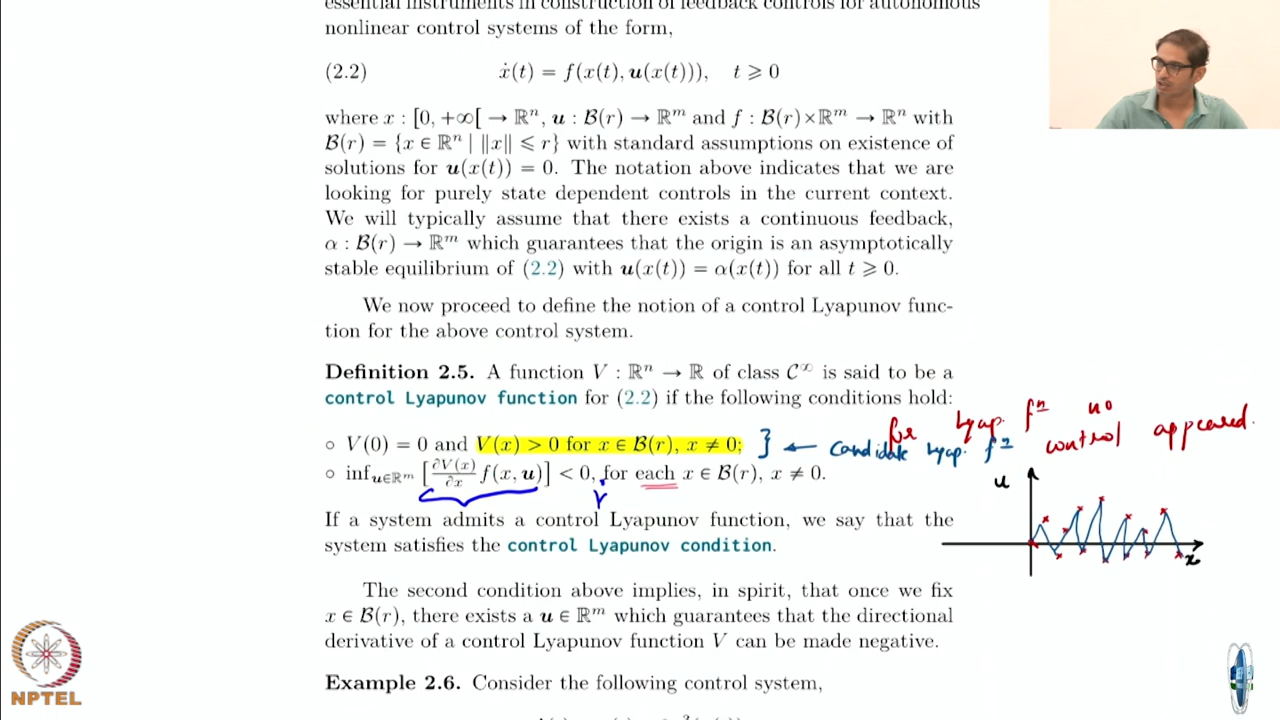 essential instruments in construction of feedback controls for autonomous
nonlinear control systems of the form,
(2.2) ẋ(t) = f(x(t), u(x(t))), t ⩾ 0
where x : [0, +∞[ → ℝⁿ, u : B(r) → ℝᵐ and f : B(r)×ℝᵐ → ℝⁿ with
B(r) = {x ∈ ℝⁿ | ‖x‖ ⩽ r} with standard assumptions on existence of
solutions for u(x(t)) = 0. The notation above indicates that we are
looking for purely state dependent controls in the current context.
We will typically assume that there exists a continuous feedback,
α : B(r) → ℝᵐ which guarantees that the origin is an asymptotically
stable equilibrium of (2.2) with u(x(t)) = α(x(t)) for all t ⩾ 0.
We now proceed to define the notion of a control Lyapunov func-
tion for the above control system.
Definition 2.5. A function V : ℝⁿ → ℝ of class C^∞ is said to be a
control Lyapunov function for (2.2) if the following conditions hold:
for Lyap. fⁿ no control appeared.
○ V(0) = 0 and V(x) > 0 for x ∈ B(r), x ≠ 0; } ← Candidate Lyap. fⁿ
○ inf_{u∈ℝᵐ} [∂V(x)/∂x f(x, u)] < 0, for each x ∈ B(r), x ≠ 0.
u
x
If a system admits a control Lyapunov function, we say that the
system satisfies the control Lyapunov condition.
The second condition above implies, in spirit, that once we fix
x ∈ B(r), there exists a u ∈ ℝᵐ which guarantees that the directional
derivative of a control Lyapunov function V can be made negative.
Example 2.6. Consider the following control system,
NPTEL